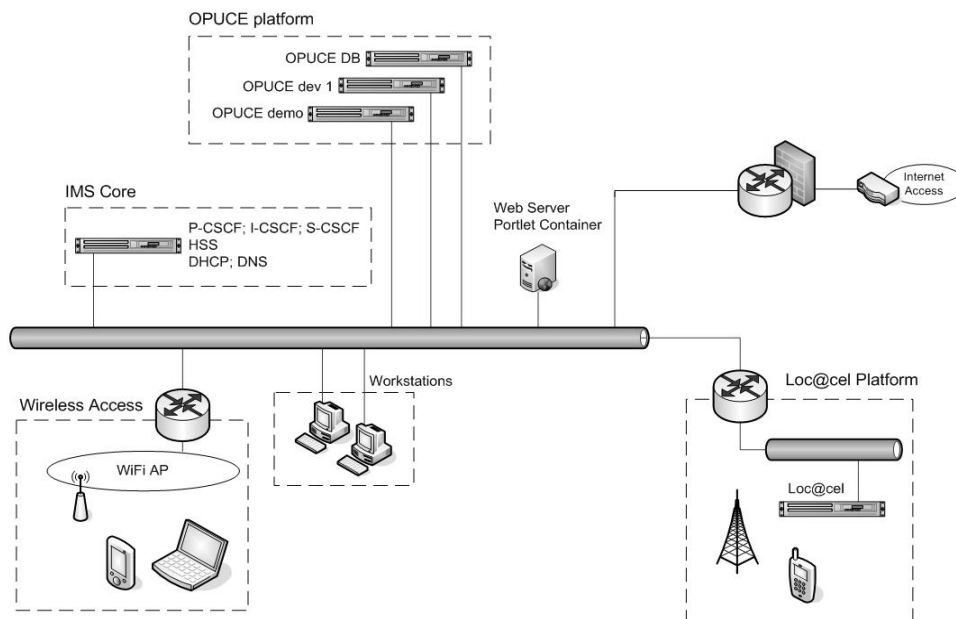 OPUCE platform
OPUCE DB
OPUCE dev 1
OPUCE demo
IMS Core
P-CSCF; I-CSCF; S-CSCF
HSS
DHCP; DNS
Web Server
Portlet Container
Internet
Access
Workstations
Wireless Access
WiFi AP
Loc@cel Platform
Loc@cel